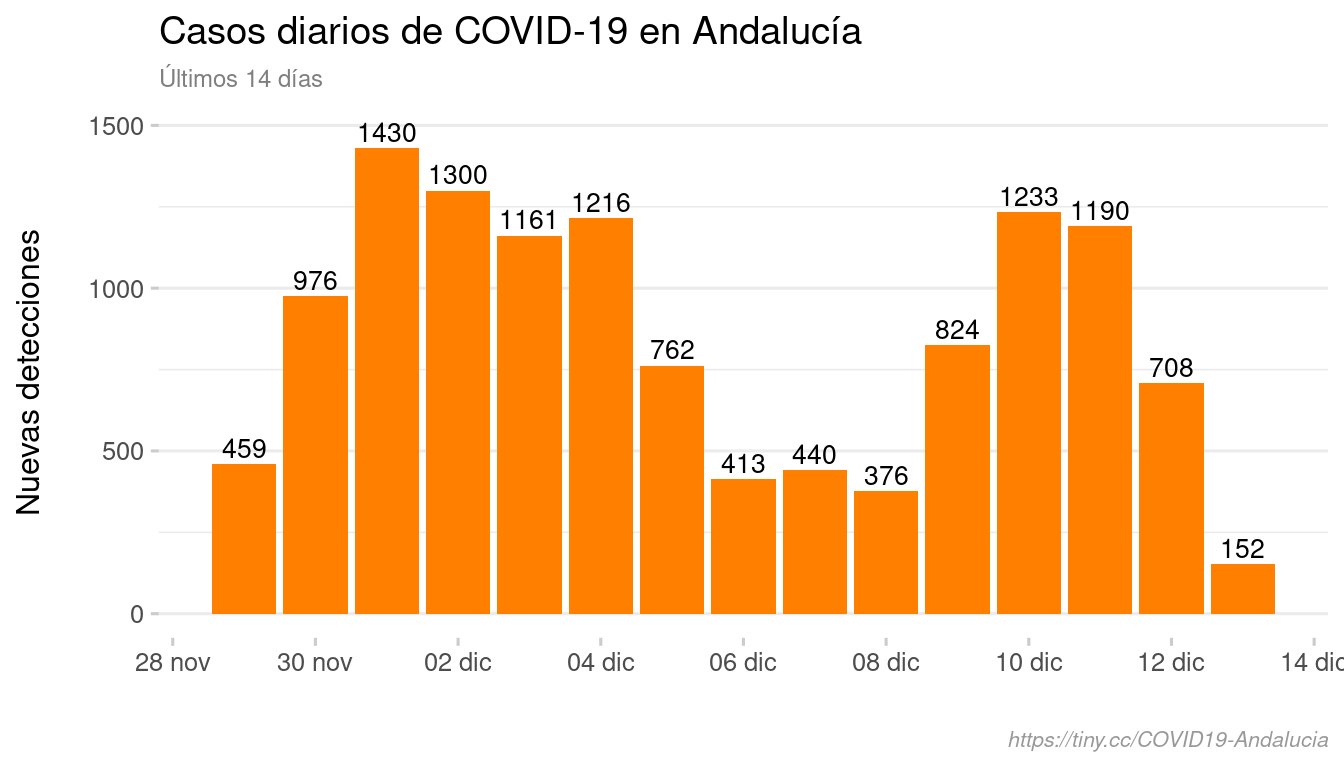 Casos diarios de COVID-19 en Andalucía
Últimos 14 días
Nuevas detecciones
1500
1000
500
0
459
976
1430
1300
1161
1216
762
413
440
376
824
1233
1190
708
152
28 nov
30 nov
02 dic
04 dic
06 dic
08 dic
10 dic
12 dic
14 dic
https://tiny.cc/COVID19-Andalucia